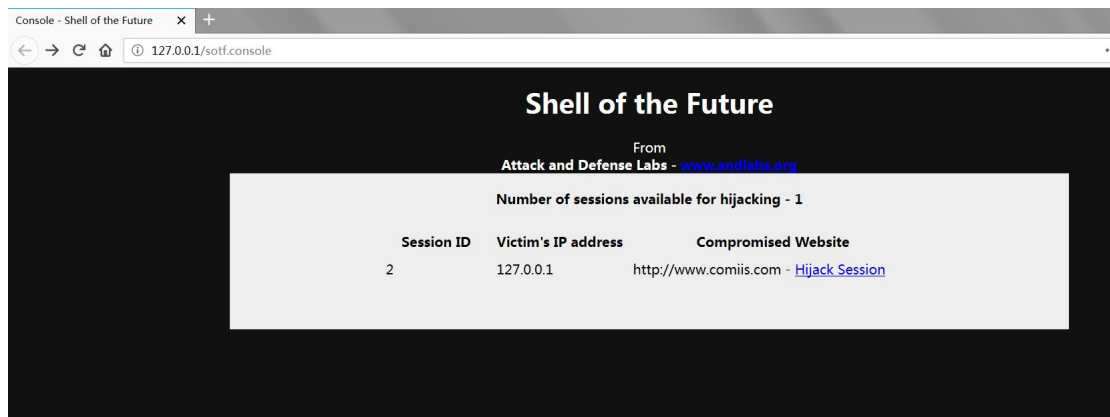 Console - Shell of the Future
127.0.0.1/sotf.console
Shell of the Future
From
Attack and Defense Labs - www.andlabs.org
Number of sessions available for hijacking - 1
Session ID Victim's IP address Compromised Website
2 127.0.0.1 http://www.comiis.com - Hijack Session